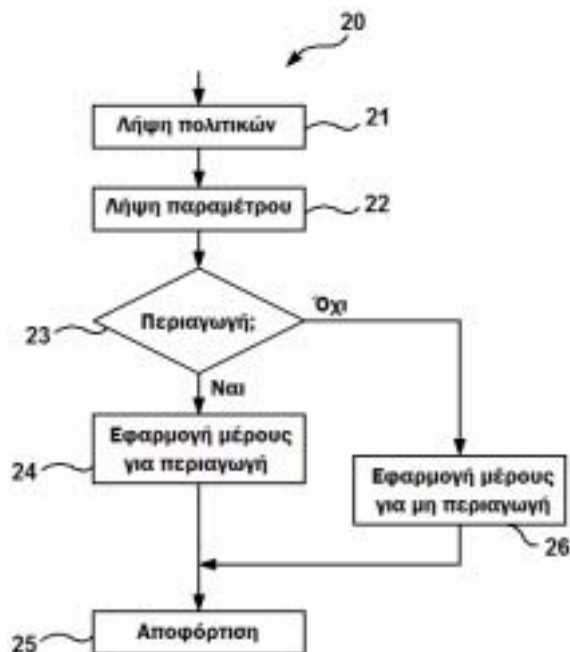 20
Λήψη πολιτικών
21
Λήψη παραμέτρου
22
Περιαγωγή;
23
Όχι
Ναι
Εφαρμογή μέρους
για περιαγωγή
24
Εφαρμογή μέρους
για μη περιαγωγή
26
Αποφόρτιση
25